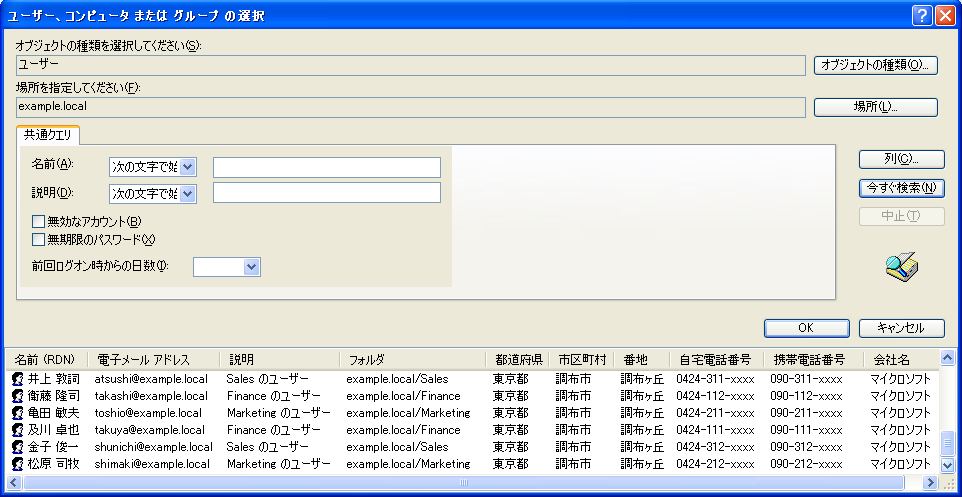 ユーザー、コンピュータ または グループ の選択
オブジェクトの種類を選択してください(S):
ユーザー
オブジェクトの種類(O)...
場所を指定してください(F):
example.local
場所(L)...
共通クエリ
名前(A):
次の文字で始
説明(D):
次の文字で始
無効なアカウント(B)
無期限のパスワード(X)
前回ログオン時からの日数(I):
列(C)...
今すぐ検索(N)
中止(T)
OK
キャンセル
名前 (RDN) 電子メール アドレス 説明 フォルダ 都道府県 市区町村 番地 自宅電話番号 携帯電話番号 会社名
井上 敦詞 atsushi@example.local Sales のユーザー example.local/Sales 東京都 調布市 調布ヶ丘 0424-311-xxxx 090-311-xxxx マイクロソフト
衛藤 隆司 takashi@example.local Finance のユーザー example.local/Finance 東京都 調布市 調布ヶ丘 0424-112-xxxx 090-112-xxxx マイクロソフト
亀田 敏夫 toshio@example.local Marketing のユーザー example.local/Marketing 東京都 調布市 調布ヶ丘 0424-211-xxxx 090-211-xxxx マイクロソフト
及川 卓也 takuya@example.local Finance のユーザー example.local/Finance 東京都 調布市 調布ヶ丘 0424-111-xxxx 090-111-xxxx マイクロソフト
金子 俊一 shunichi@example.local Sales のユーザー example.local/Sales 東京都 調布市 調布ヶ丘 0424-312-xxxx 090-312-xxxx マイクロソフト
松原 司牧 shimaki@example.local Marketing のユーザー example.local/Marketing 東京都 調布市 調布ヶ丘 0424-212-xxxx 090-212-xxxx マイクロソフト